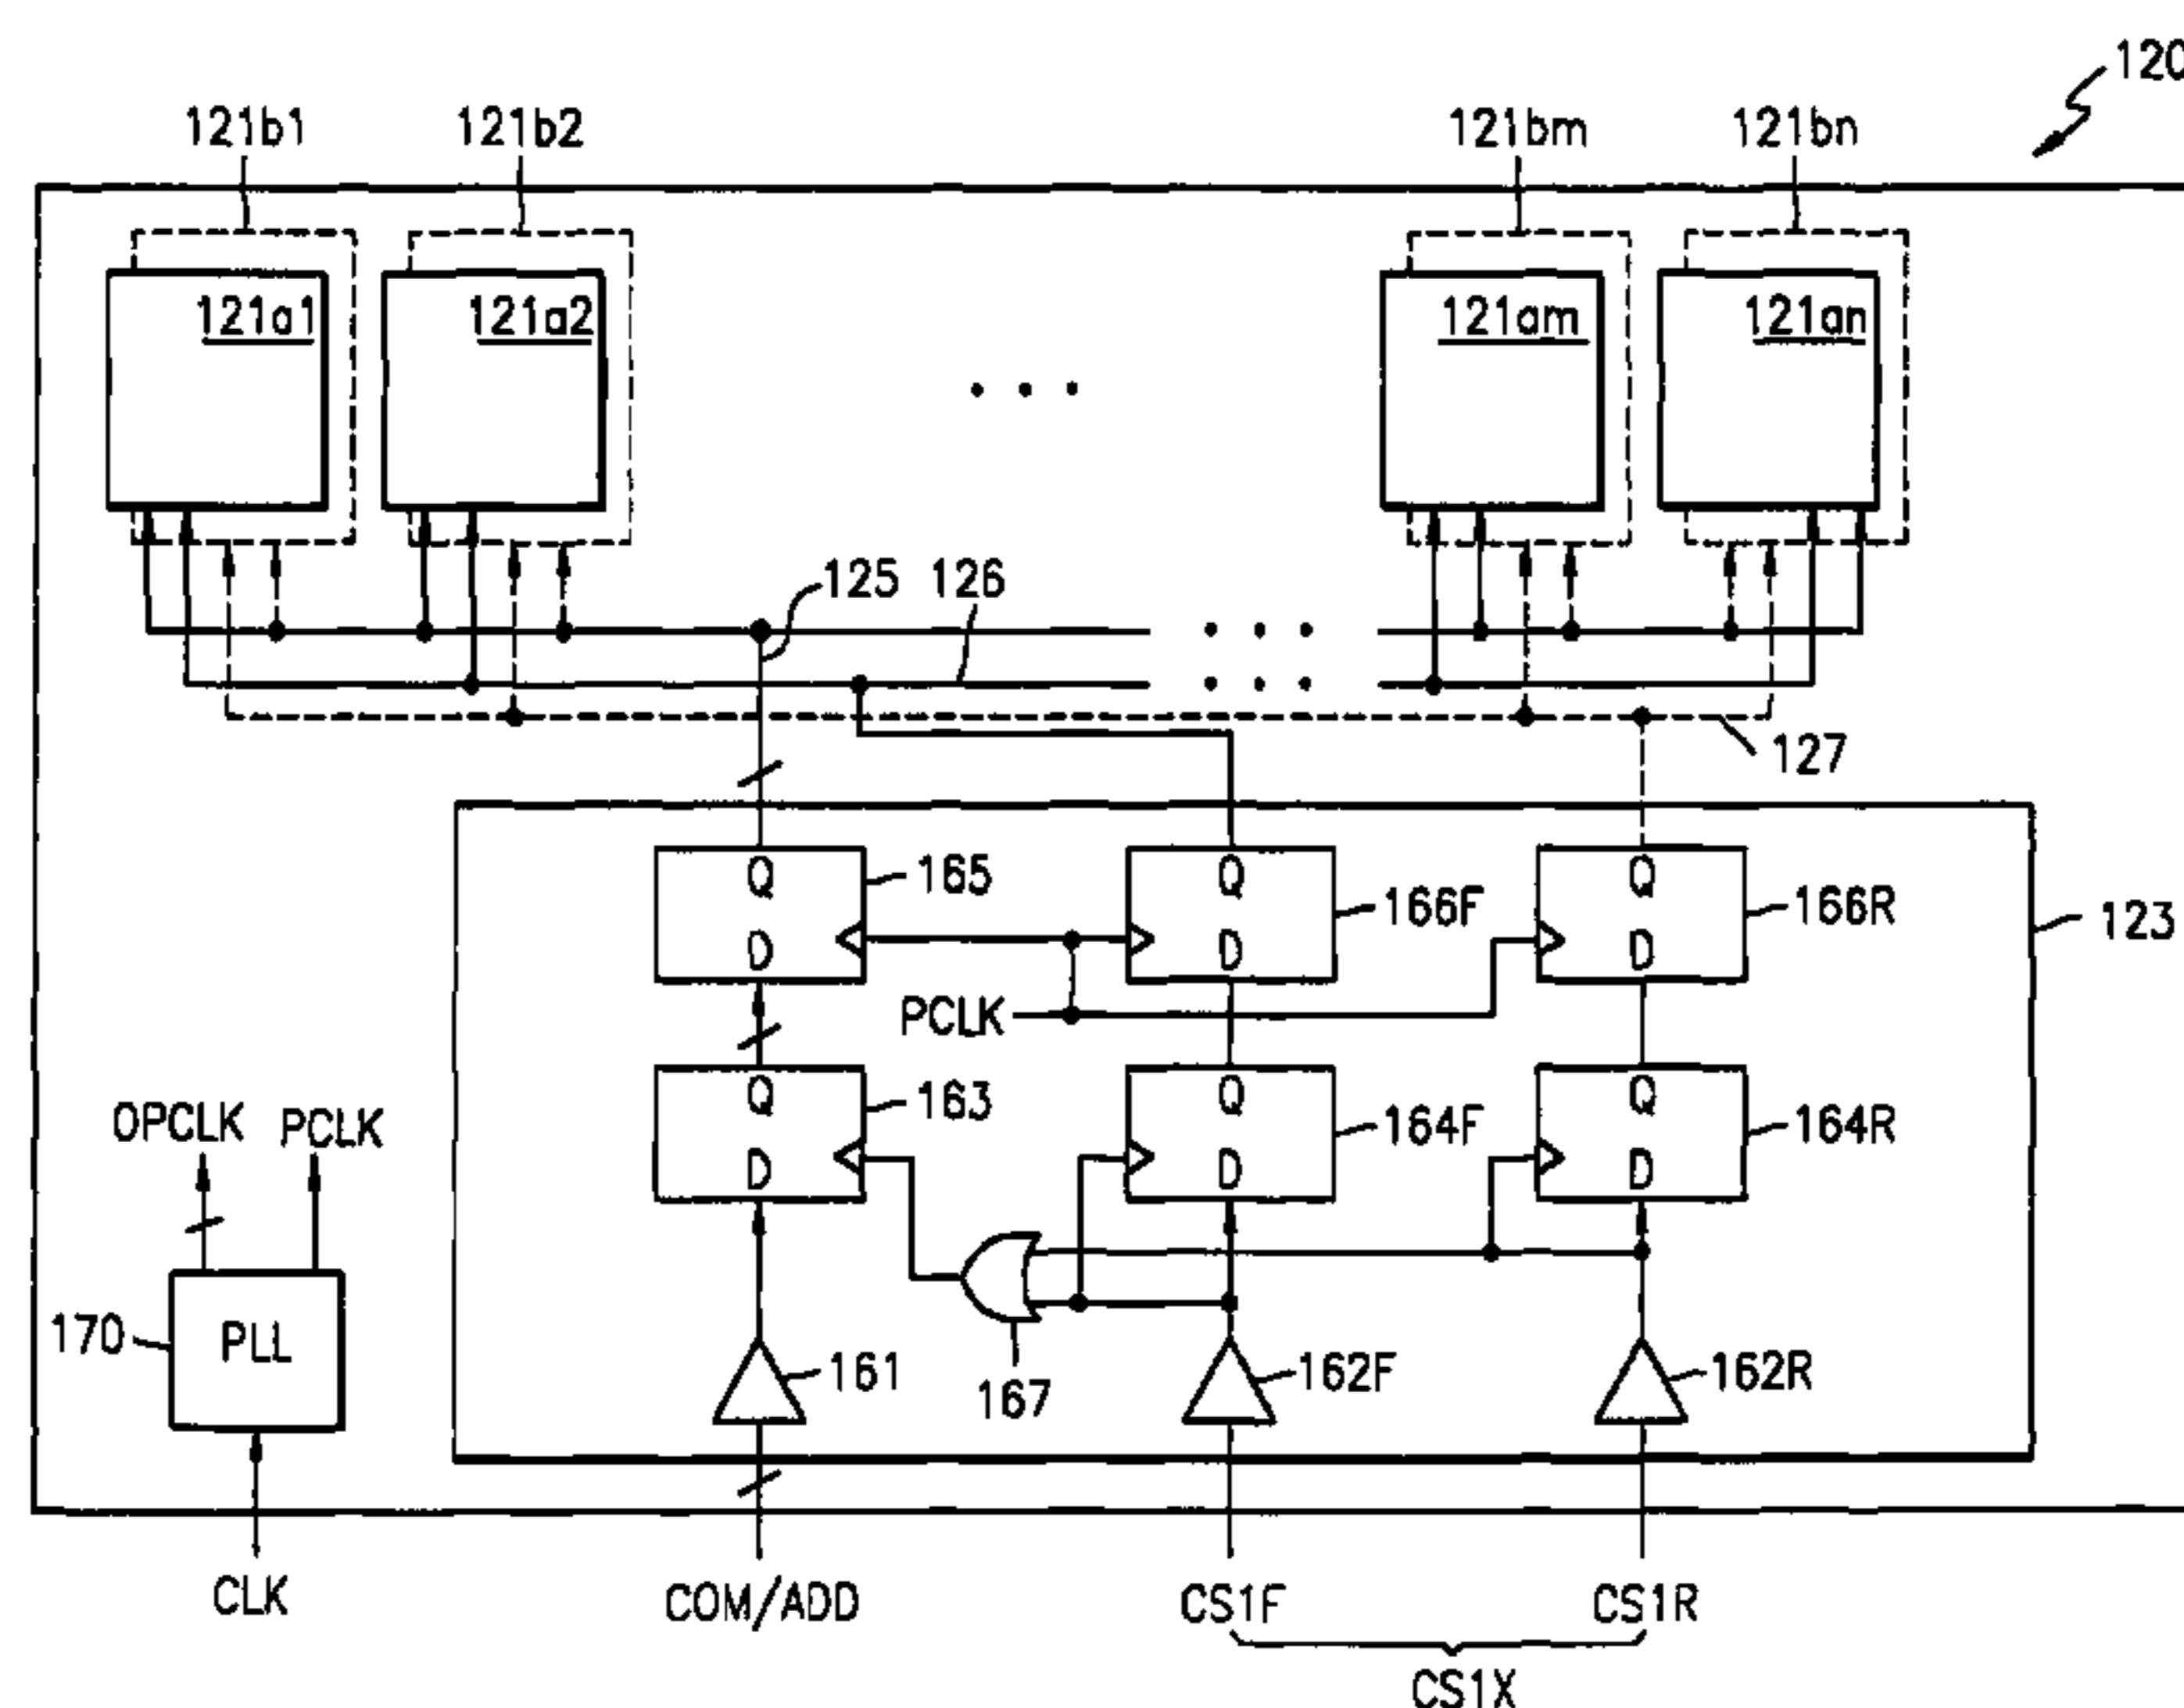 120
121b1 121b2 121bm 121bn
121a1 121a2 121am 121an
125 126
127
Q 165 Q 166F Q 166R 123
D D D
PCLK
Q 163 Q 164F Q 164R
D D D
OPCLK PCLK
170 PLL
161 167 162F 162R
CLK COM/ADD CS1F CS1R
CS1X